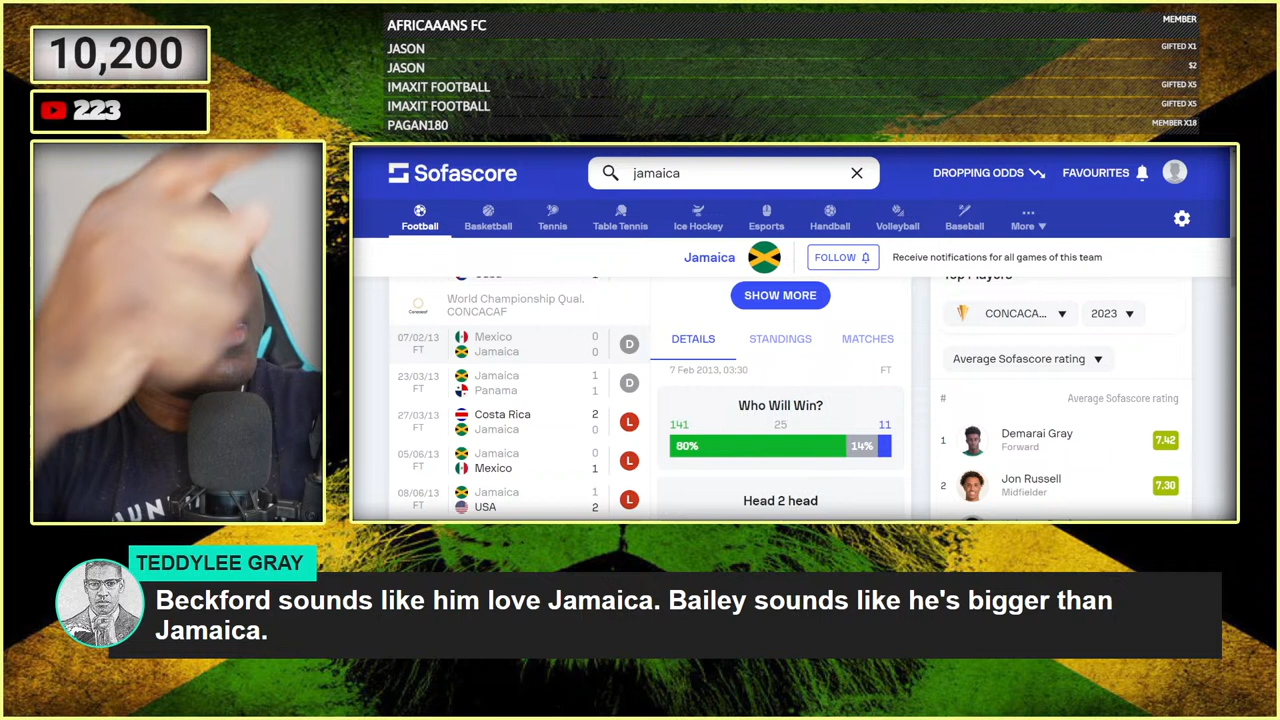 10,200
223
AFRICAAANS FC MEMBER
JASON GIFTED X1
JASON $2
IMAXIT FOOTBALL GIFTED X5
IMAXIT FOOTBALL GIFTED X5
PAGAN180 MEMBER X18
Sofascore
jamaica
DROPPING ODDS
FAVOURITES
Football
Basketball
Tennis
Table Tennis
Ice Hockey
Esports
Handball
Volleyball
Baseball
More
Jamaica
FOLLOW
Receive notifications for all games of this team
World Championship Qual.
CONCACAF
07/02/13 Mexico 0
FT Jamaica 0
D
23/03/13 Jamaica 1
FT Panama 1
D
27/03/13 Costa Rica 2
FT Jamaica 0
L
05/06/13 Jamaica 0
FT Mexico 1
L
08/06/13 Jamaica 1
FT USA 2
L
SHOW MORE
DETAILS STANDINGS MATCHES
7 Feb 2013, 03:30 FT
Who Will Win?
141 25 11
80% 14%
Head 2 head
Top Players
CONCACA... 2023
Average Sofascore rating
# Average Sofascore rating
1 Demarai Gray 7.42
Forward
2 Jon Russell 7.30
Midfielder
TEDDYLEE GRAY
Beckford sounds like him love Jamaica. Bailey sounds like he's bigger than
Jamaica.